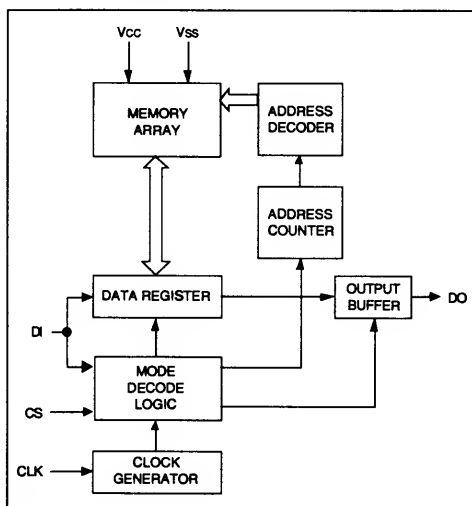 Vcc Vss
MEMORY
ARRAY
ADDRESS
DECODER
ADDRESS
COUNTER
DATA REGISTER
OUTPUT
BUFFER
DO
DI
MODE
DECODE
LOGIC
CS
CLK
CLOCK
GENERATOR